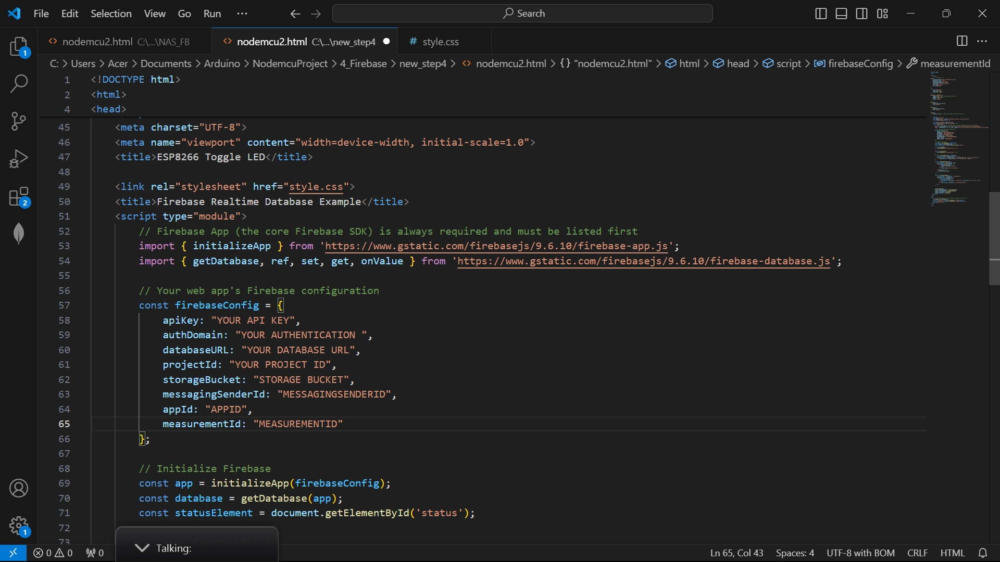 File Edit Selection View Go Run ··· Search
nodemcu2.html C:\...\NAS_FB nodemcu2.html C:\...\new_step4 # style.css
C: > Users > Acer > Documents > Arduino > NodemcuProject > 4_Firebase > new_step4 > nodemcu2.html > {} "nodemcu2.html" > html > head > script > firebaseConfig > measurementId
1 <!DOCTYPE html>
2 <html>
4 <head>
45 <meta charset="UTF-8">
46 <meta name="viewport" content="width=device-width, initial-scale=1.0">
47 <title>ESP8266 Toggle LED</title>
48
49 <link rel="stylesheet" href="style.css">
50 <title>Firebase Realtime Database Example</title>
51 <script type="module">
52 // Firebase App (the core Firebase SDK) is always required and must be listed first
53 import { initializeApp } from 'https://www.gstatic.com/firebasejs/9.6.10/firebase-app.js';
54 import { getDatabase, ref, set, get, onValue } from 'https://www.gstatic.com/firebasejs/9.6.10/firebase-database.js';
55
56 // Your web app's Firebase configuration
57 const firebaseConfig = {
58 apiKey: "YOUR API KEY",
59 authDomain: "YOUR AUTHENTICATION ",
60 databaseURL: "YOUR DATABASE URL",
61 projectId: "YOUR PROJECT ID",
62 storageBucket: "STORAGE BUCKET",
63 messagingSenderId: "MESSAGINGSENDERID",
64 appId: "APPID",
65 measurementId: "MEASUREMENTID"
66 };
67
68 // Initialize Firebase
69 const app = initializeApp(firebaseConfig);
70 const database = getDatabase(app);
71 const statusElement = document.getElementById('status');
72
73
1
2
1
Talking:
0 0 0 Ln 65, Col 43 Spaces: 4 UTF-8 with BOM CRLF HTML